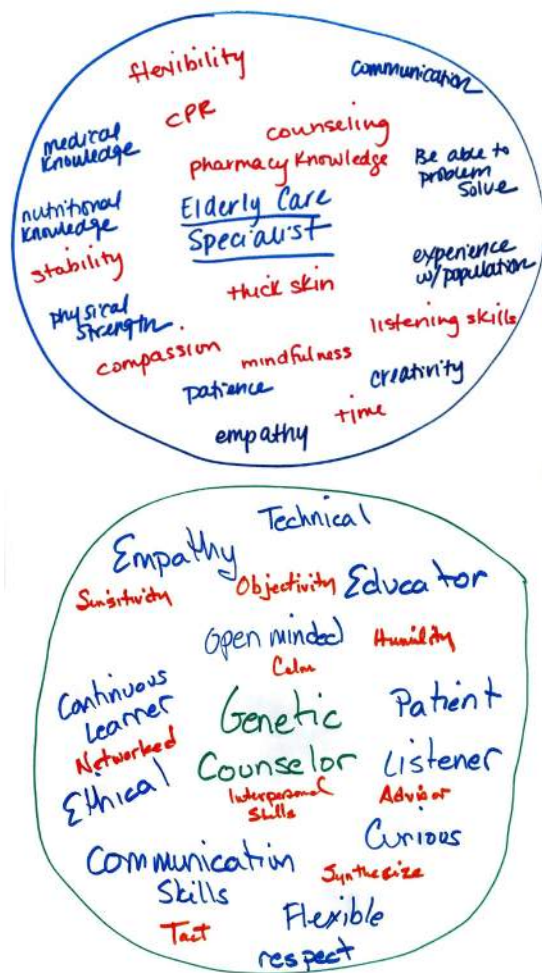 flexibility
communication
CPR
medical
knowledge
counseling
pharmacy knowledge
Be able to
problem
solve
nutritional
knowledge
Elderly Care
Specialist
stability
experience
w/population
thick skin
physical
strength
listening skills
compassion
mindfulness
patience
creativity
time
empathy
Technical
Empathy
Sunsitivity
Objectivity
Educator
Open minded
Humility
Calm
Continuous
Learner
Genetic
Patient
Networked
Counselor
Listener
Ethical
Interpersonal
Skills
Advisor
Curious
Communication
Skills
Synthesize
Tact
Flexible
respect